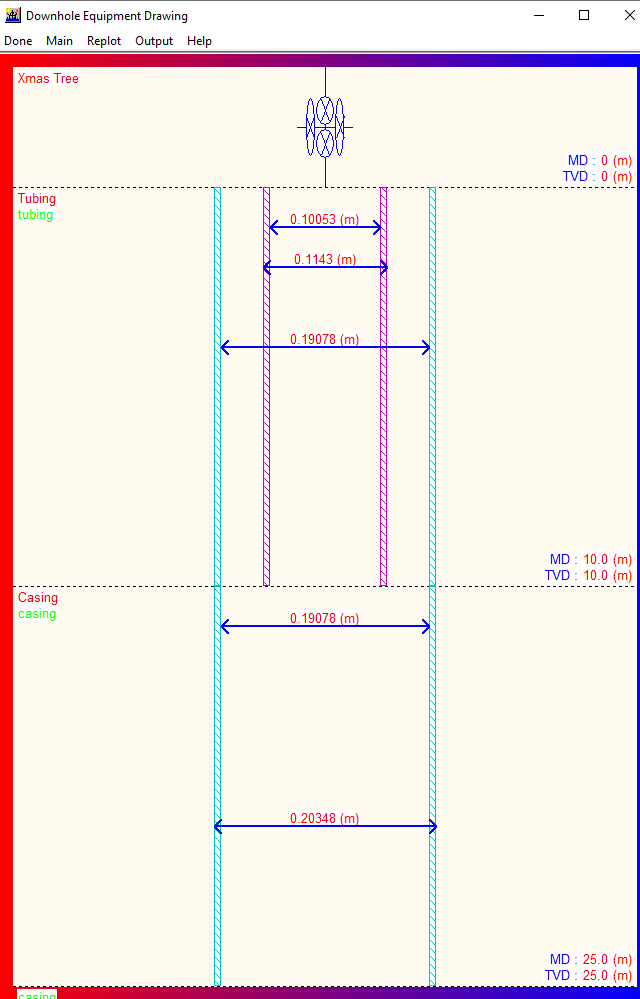 Downhole Equipment Drawing
Done Main Replot Output Help
Xmas Tree
MD : 0 (m)
TVD : 0 (m)
Tubing
tubing
0.10053 (m)
0.1143 (m)
0.19078 (m)
MD : 10.0 (m)
TVD : 10.0 (m)
Casing
casing
0.19078 (m)
0.20348 (m)
MD : 25.0 (m)
TVD : 25.0 (m)
casing